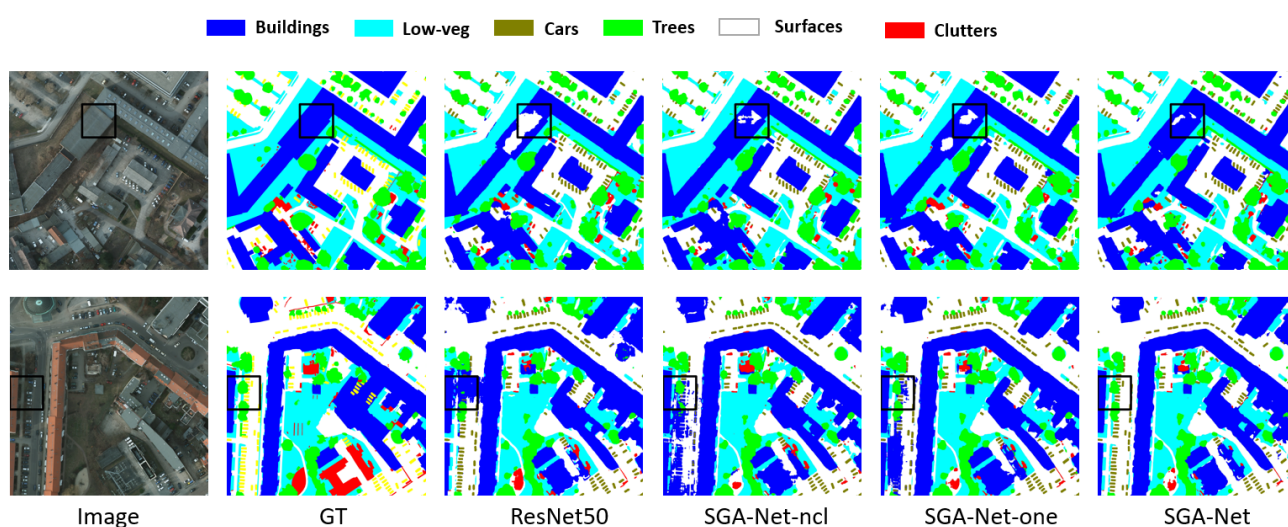 Buildings Low-veg Cars Trees Surfaces Clutters
Image GT ResNet50 SGA-Net-ncl SGA-Net-one SGA-Net